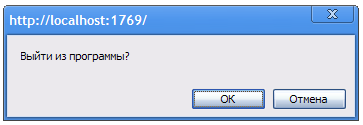 http://localhost:1769/
Выйти из программы?
OK
Отмена